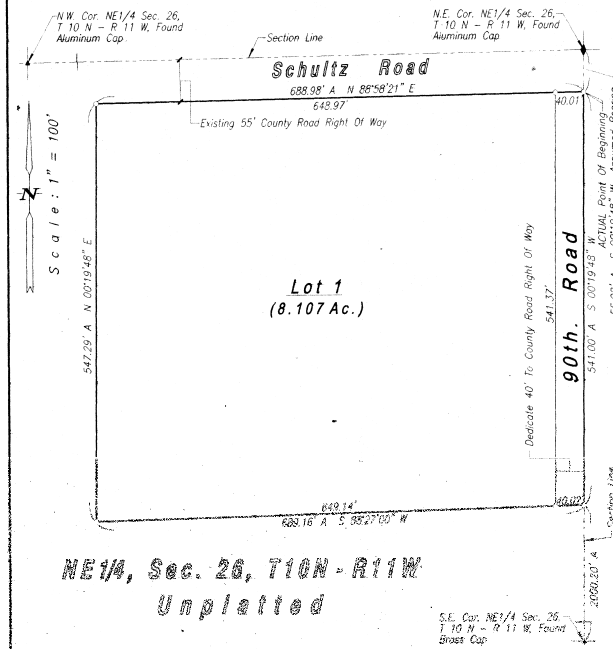 N.W. Cor. NE1/4 Sec. 26,
T 10 N - R 11 W, Found
Aluminum Cap
N.E. Cor. NE1/4 Sec. 26,
T 10 N - R 11 W, Found
Aluminum Cap
Section Line
Schultz Road
688.98' A N 88°58'21" E
648.97'
40.01'
Existing 55' County Road Right Of Way
N
Scale: 1" = 100'
547.29' A N 00°19'48" E
Lot 1
(8.107 Ac.)
Dedicate 40' To County Road Right Of Way
541.37'
90th. Road
541.00' A S 00°19'48" W
ACTUAL Point Of Beginning
649.14'
40.02'
689.16' A S 88°27'00" W
Section Line
2060.20' A
NE1/4, Sec. 26, T10N - R11W
Unplatted
S.E. Cor. NE1/4 Sec. 26,
T 10 N - R 11 W, Found
Brass Cap